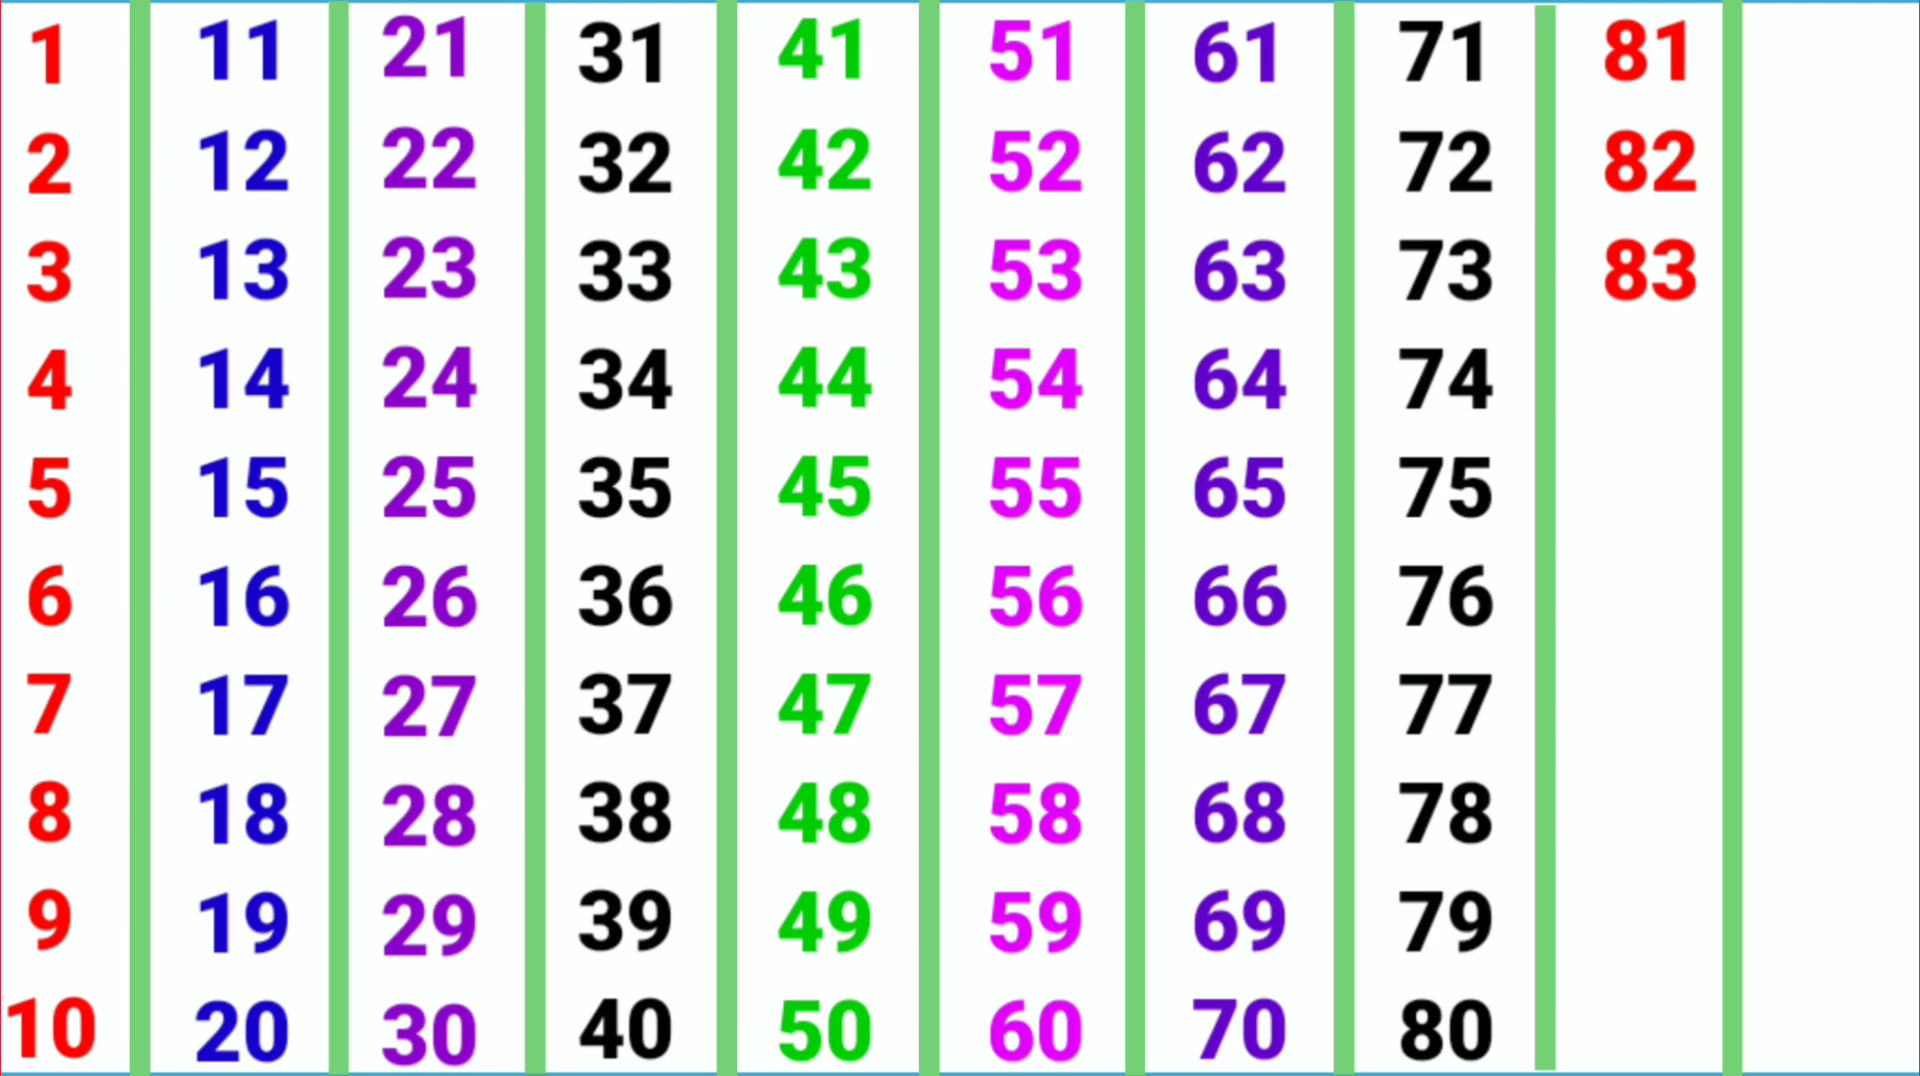 1 11 21 31 41 51 61 71 81
2 12 22 32 42 52 62 72 82
3 13 23 33 43 53 63 73 83
4 14 24 34 44 54 64 74
5 15 25 35 45 55 65 75
6 16 26 36 46 56 66 76
7 17 27 37 47 57 67 77
8 18 28 38 48 58 68 78
9 19 29 39 49 59 69 79
10 20 30 40 50 60 70 80